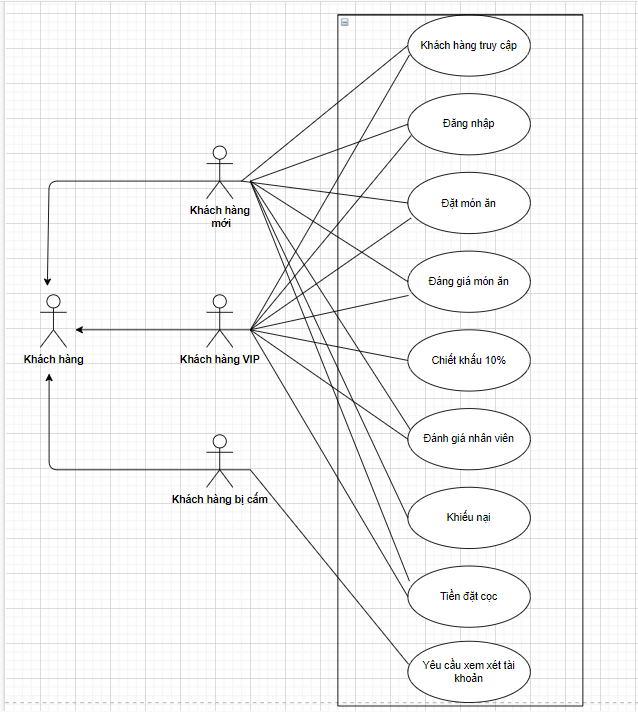 Khách hàng truy cập
Đăng nhập
Khách hàng
mới
Đặt món ăn
Đáng giá món ăn
Khách hàng
Khách hàng VIP
Chiết khấu 10%
Đánh giá nhân viên
Khách hàng bị cấm
Khiếu nại
Tiền đặt cọc
Yêu cầu xem xét tài
khoản